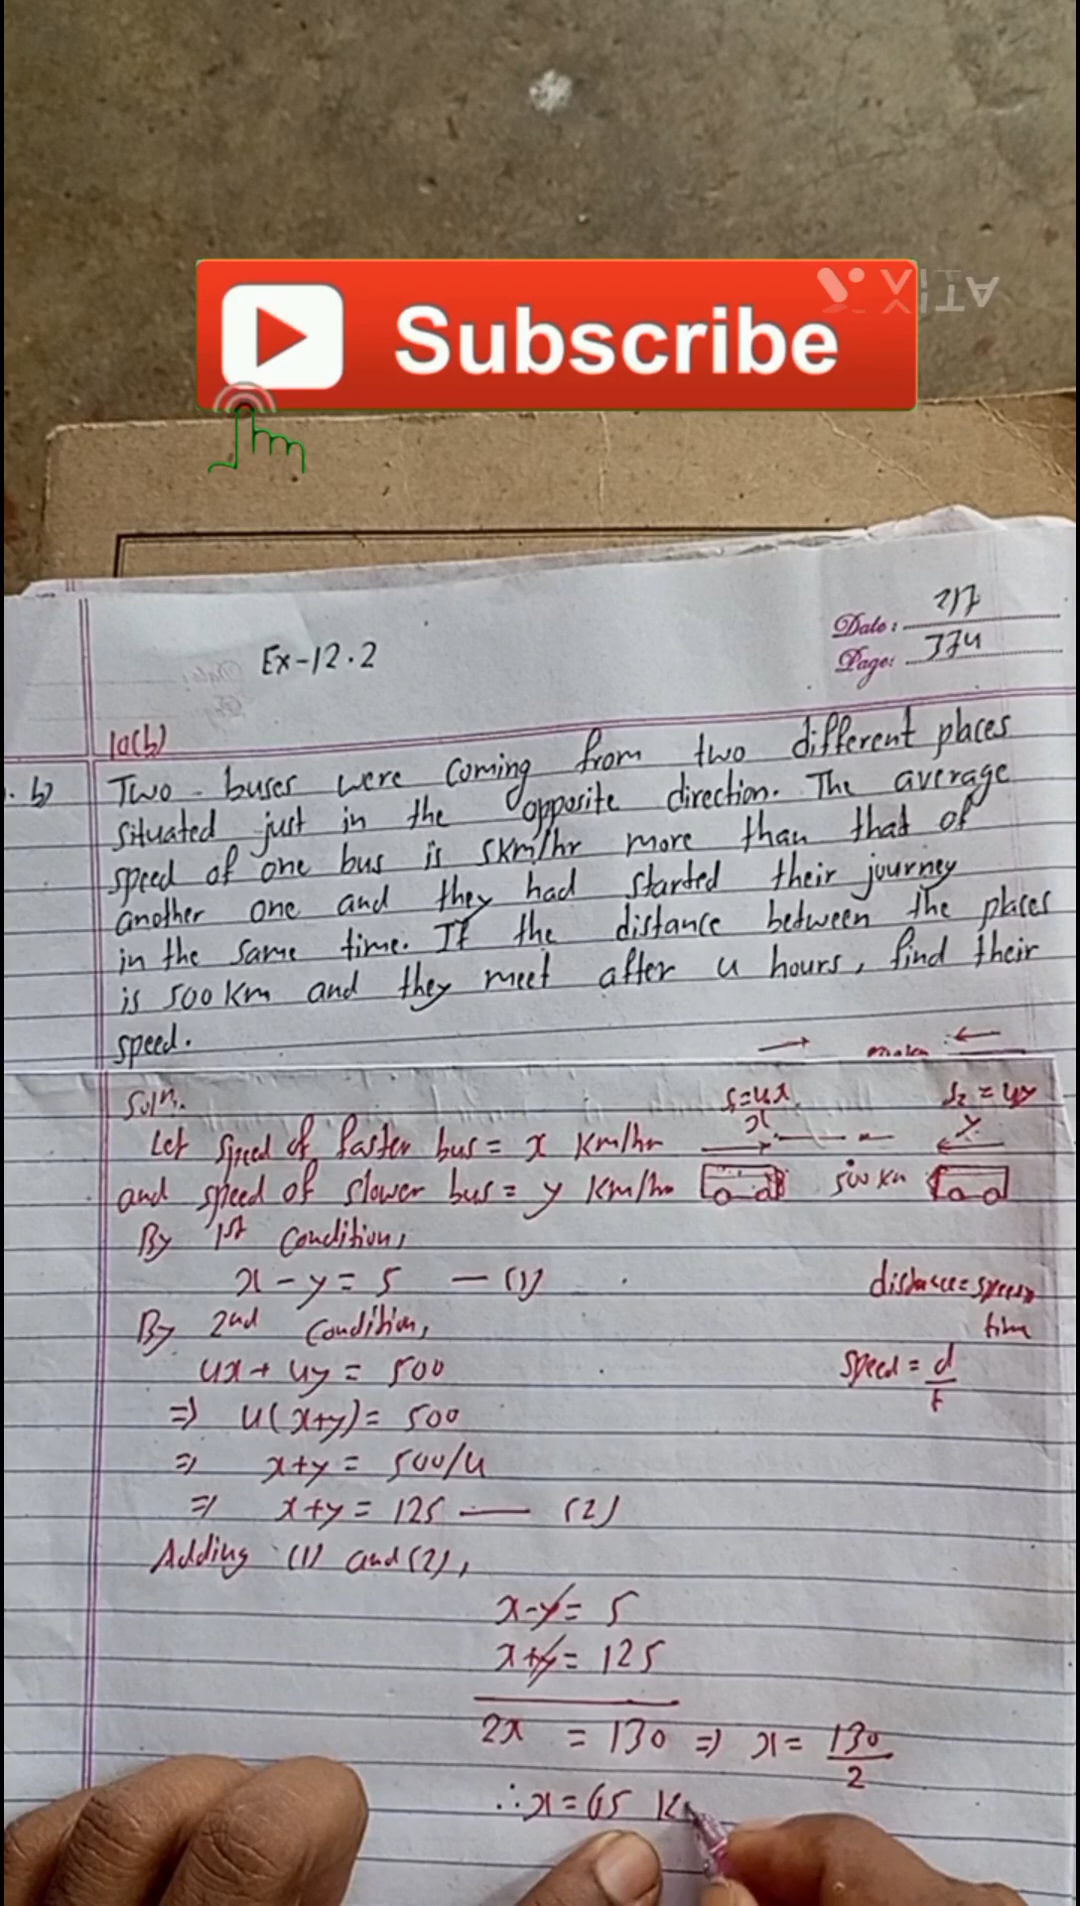 Subscribe
Ex-12.2
Date: 217
Page: 374
10(b)
b) Two buses were coming from two different places
situated just in the opposite direction. The average
speed of one bus is 5km/hr more than that of
another one and they had started their journey
in the same time. If the distance between the places
is 500 km and they meet after 4 hours, find their
speed.
Soln.
Let speed of faster bus = x km/hr
and speed of slower bus = y km/hr
s=4x
x
s₂ = 4y
y
500 km
By 1st condition,
x - y = 5 — (1)
distance = speed x
time
By 2nd condition,
4x + 4y = 500
speed = d/t
⇒ 4(x+y) = 500
⇒ x+y = 500/4
⇒ x+y = 125 — (2)
Adding (1) and (2),
x-y = 5
x+y = 125
2x = 130 ⇒ x = 130/2
∴ x = 65 K